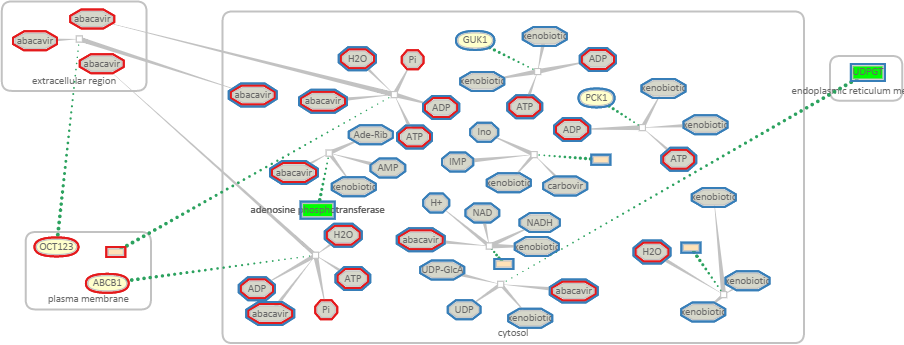 abacavir
abacavir
abacavir
extracellular region
abacavir
H2O
Pi
abacavir
ADP
ATP
GUK1
xenobiotic
ADP
xenobiotic
ATP
PCK1
xenobiotic
ADP
xenobiotic
ATP
UDPGT
endoplasmic reticulum me
Ade-Rib
abacavir
AMP
xenobiotic
adenosine phosphotransferase
Ino
IMP
xenobiotic
carbovir
H+
NAD
NADH
abacavir
xenobiotic
xenobiotic
H2O
xenobiotic
xenobiotic
OCT123
ABCB1
plasma membrane
H2O
ADP
ATP
abacavir
Pi
UDP-GlcA
abacavir
UDP
xenobiotic
cytosol